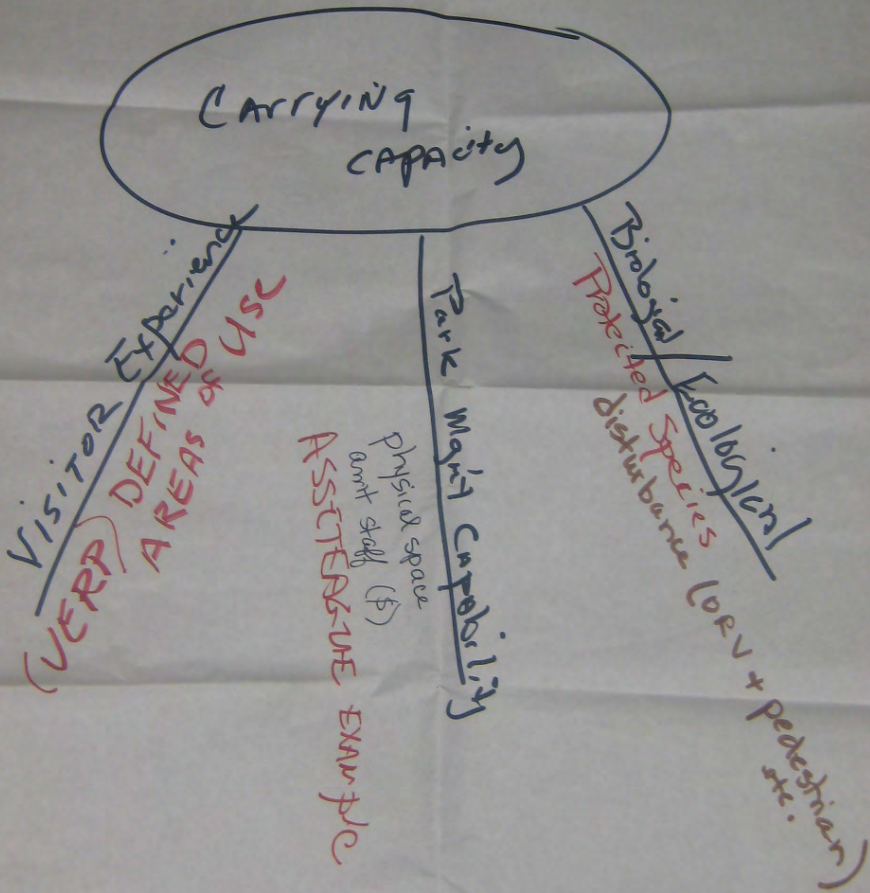 CArryiNg
CAPAcity
VISITOR Experience
(VERP) DEFINED
AREAS of USE
Park Mgmt Capability
physical space
amt staff ($)
ASSETEAGUE EXAMPlE
Biological / Ecological
Protected Species
disturbance (ORV + pedestrian
etc.)